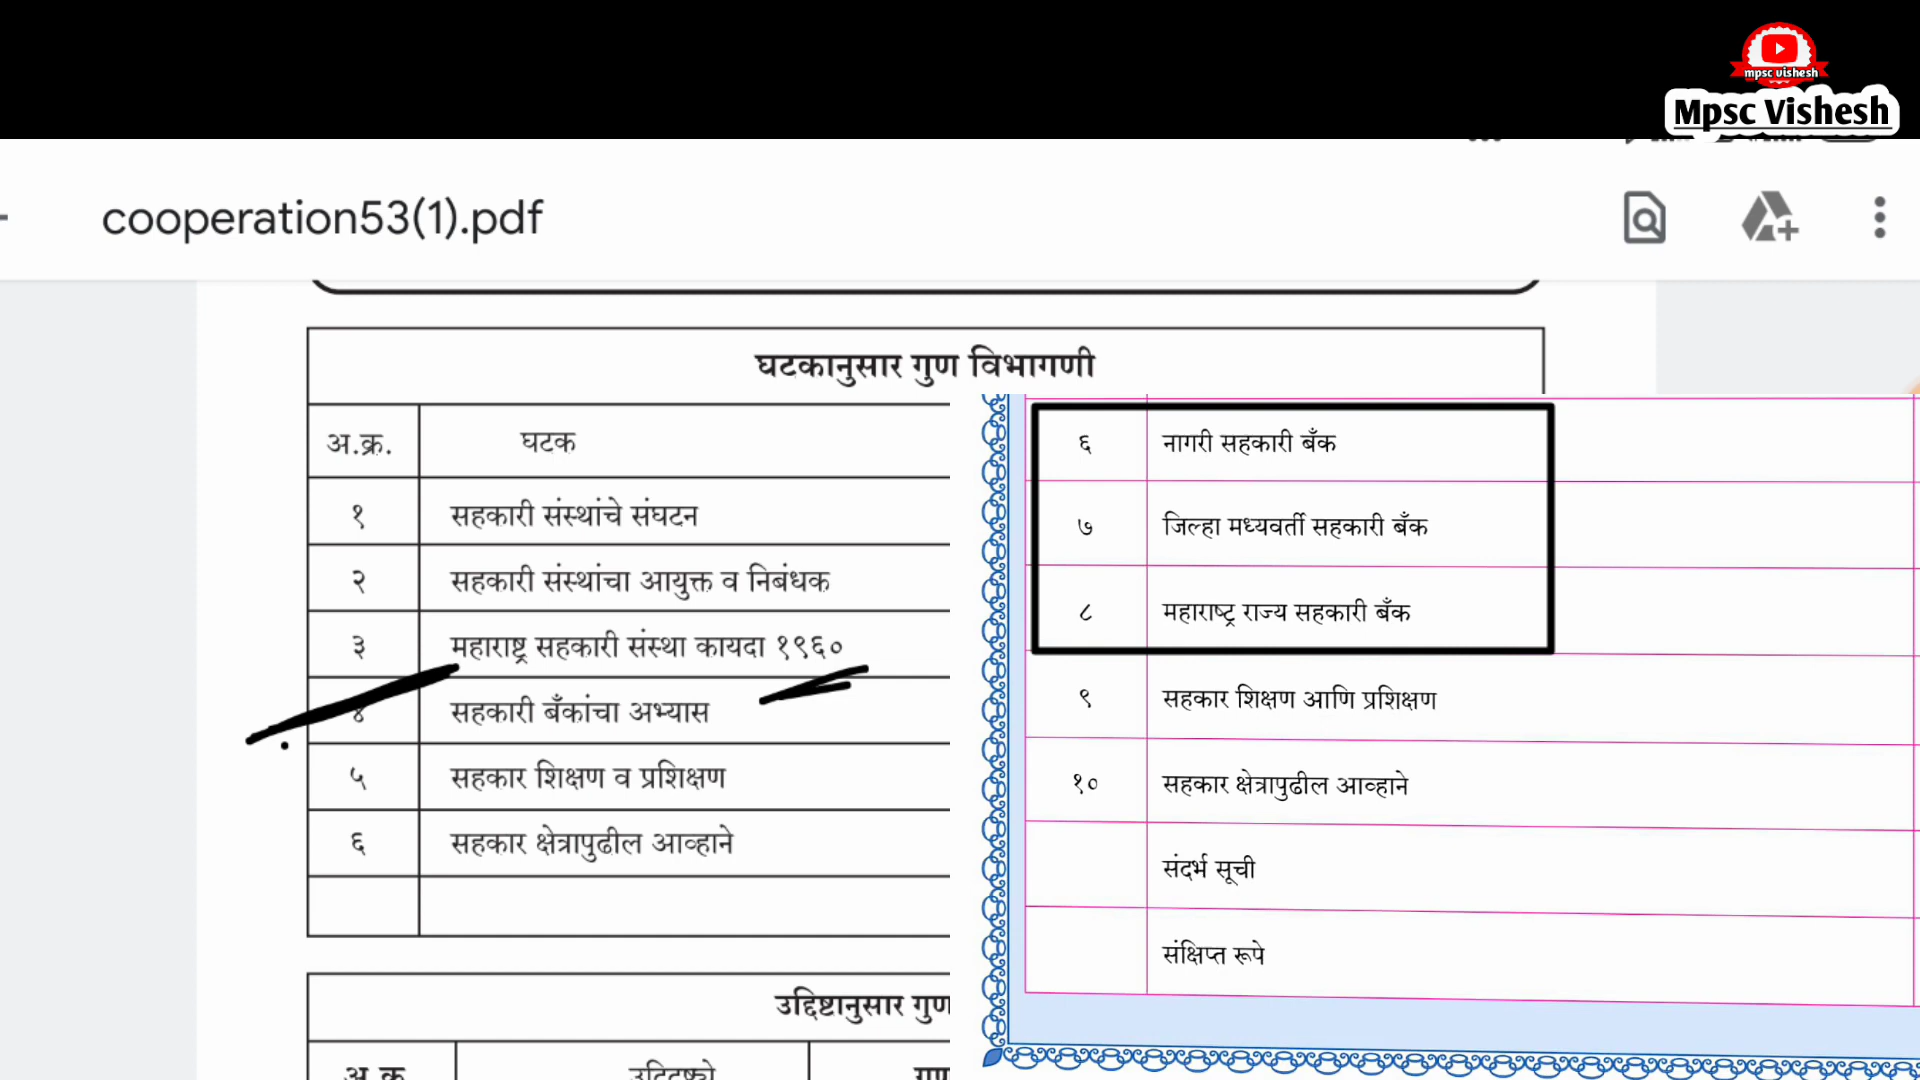 mpsc vishesh
Mpsc Vishesh
cooperation53(1).pdf
घटकानुसार गुण विभागणी
अ.क्र. घटक
१ सहकारी संस्थांचे संघटन
२ सहकारी संस्थांचा आयुक्त व निबंधक
३ महाराष्ट्र सहकारी संस्था कायदा १९६०
४ सहकारी बँकांचा अभ्यास
५ सहकार शिक्षण व प्रशिक्षण
६ सहकार क्षेत्रापुढील आव्हाने
उद्दिष्टानुसार गुण
६ नागरी सहकारी बँक
७ जिल्हा मध्यवर्ती सहकारी बँक
८ महाराष्ट्र राज्य सहकारी बँक
९ सहकार शिक्षण आणि प्रशिक्षण
१० सहकार क्षेत्रापुढील आव्हाने
संदर्भ सूची
संक्षिप्त रूपे